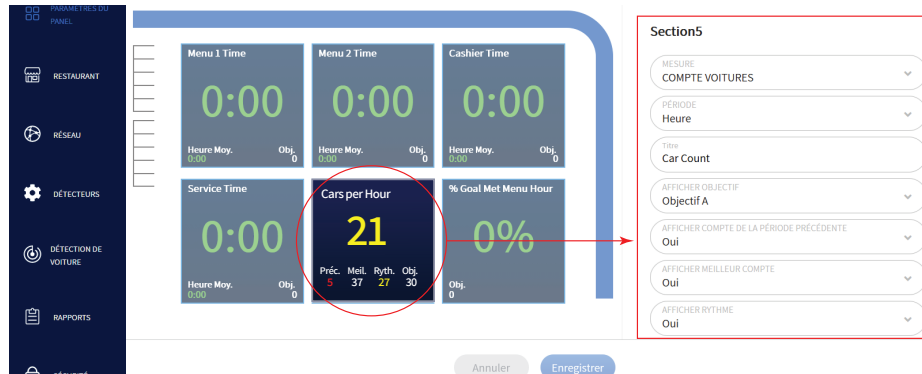 PARAMÈTRES DU
PANEL
RESTAURANT
RÉSEAU
DÉTECTEURS
DÉTECTION DE
VOITURE
RAPPORTS
SÉCURITÉ
Menu 1 Time
0:00
Heure Moy. Obj.
0:00 0
Menu 2 Time
0:00
Heure Moy. Obj.
0:00 0
Cashier Time
0:00
Heure Moy. Obj.
0:00 0
Service Time
0:00
Heure Moy. Obj.
0:00 0
Cars per Hour
21
Préc. Meil. Ryth. Obj.
5 37 27 30
% Goal Met Menu Hour
0%
Obj.
0
Annuler Enregistrer
Section5
MESURE
COMPTE VOITURES
PÉRIODE
Heure
Titre
Car Count
AFFICHER OBJECTIF
Objectif A
AFFICHER COMPTE DE LA PÉRIODE PRÉCÉDENTE
Oui
AFFICHER MEILLEUR COMPTE
Oui
AFFICHER RYTHME
Oui